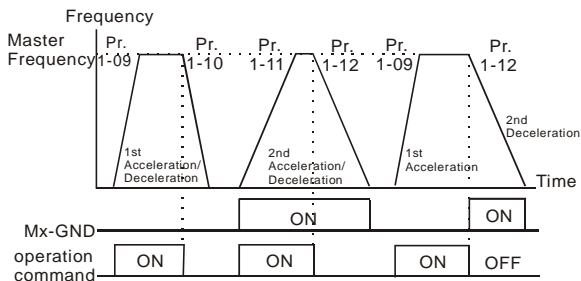 Frequency
Master
Frequency
Pr.
1-09
Pr.
1-10
Pr.
1-11
Pr.
1-12
Pr.
1-09
Pr.
1-12
1st
Acceleration/
Deceleration
2nd
Acceleration/
Deceleration
1st
Acceleration
2nd
Deceleration
Time
Mx-GND
ON
ON
operation
command
ON
ON
ON
OFF